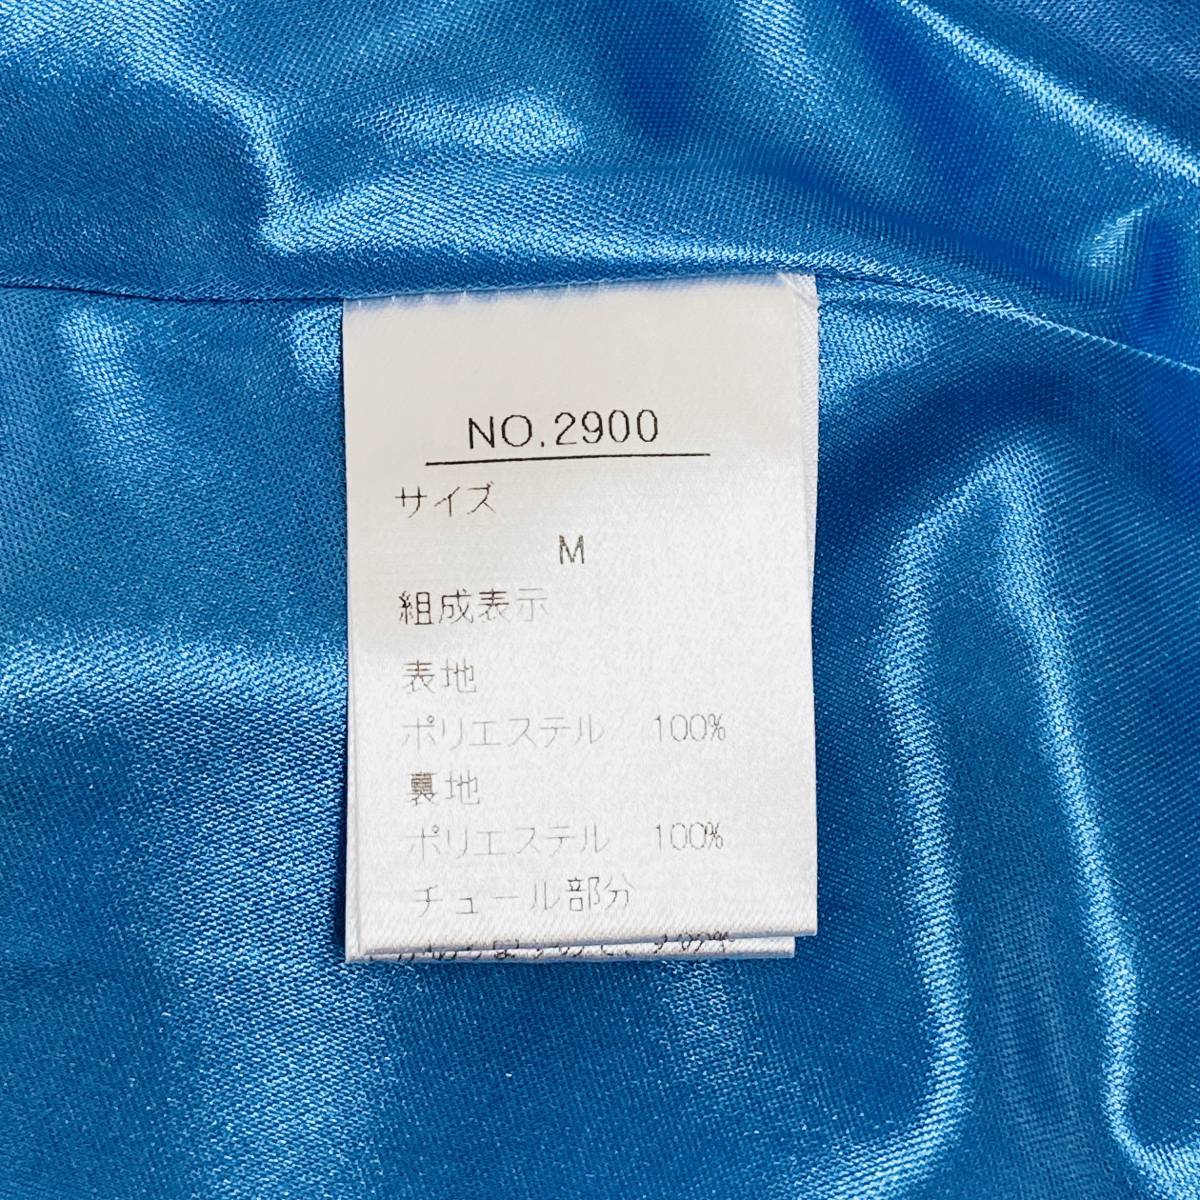 NO.2900
サイズ
M
組成表示
表地
ポリエステル 100%
裏地
ポリエステル 100%
チュール部分